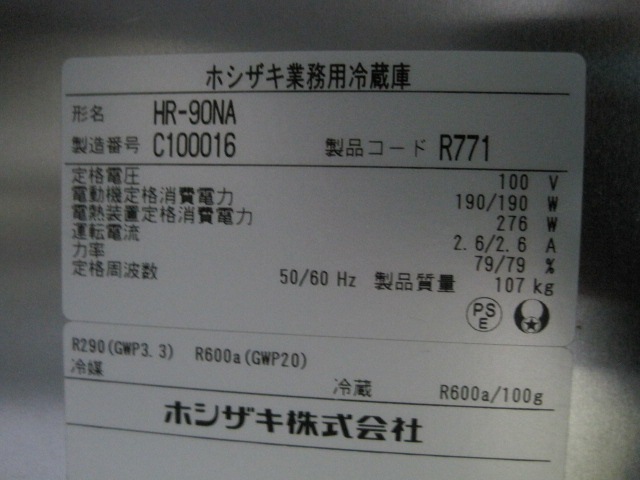 ホシザキ業務用冷蔵庫
形名 HR-90NA
製造番号 C100016 製品コード R771
定格電圧 100 V
電動機定格消費電力 190/190 W
電熱装置定格消費電力 276 W
運転電流 2.6/2.6 A
力率 79/79 %
定格周波数 50/60 Hz 製品質量 107 kg
PS
E
R290(GWP3.3) R600a(GWP20)
冷媒
冷蔵 R600a/100g
ホシザキ株式会社